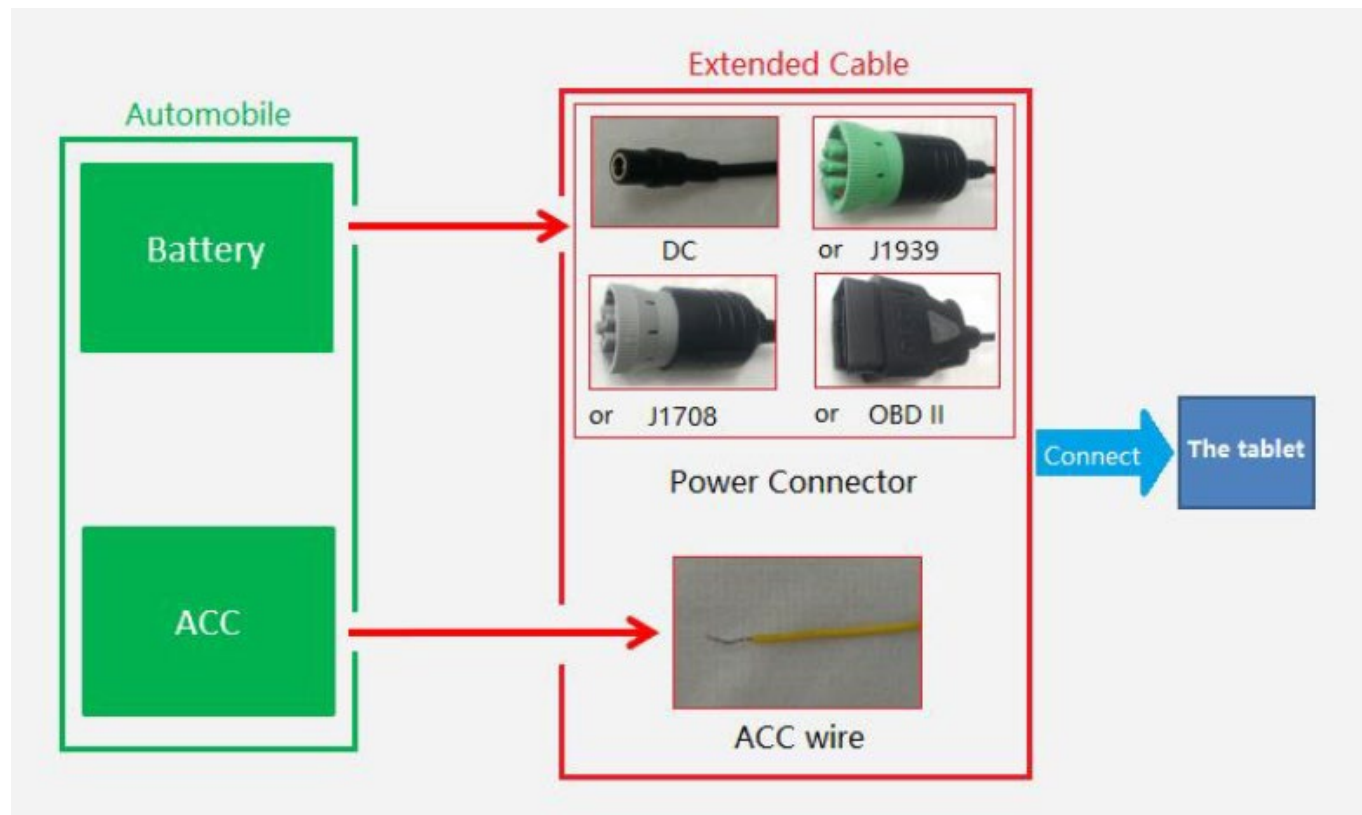 Extended Cable
Automobile
Battery
DC
or J1939
or J1708
or OBD II
Power Connector
Connect
The tablet
ACC
ACC wire